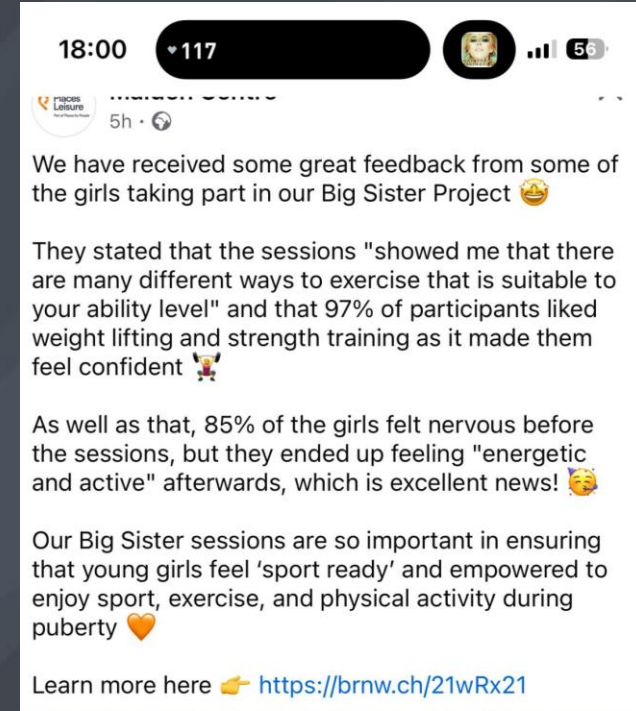 18:00
117
56
Places
Leisure
5h ·
We have received some great feedback from some of
the girls taking part in our Big Sister Project 🤩
They stated that the sessions "showed me that there
are many different ways to exercise that is suitable to
your ability level" and that 97% of participants liked
weight lifting and strength training as it made them
feel confident 🏋️‍♀️
As well as that, 85% of the girls felt nervous before
the sessions, but they ended up feeling "energetic
and active" afterwards, which is excellent news! 🥳
Our Big Sister sessions are so important in ensuring
that young girls feel ‘sport ready’ and empowered to
enjoy sport, exercise, and physical activity during
puberty 🧡
Learn more here 👉 https://brnw.ch/21wRx21